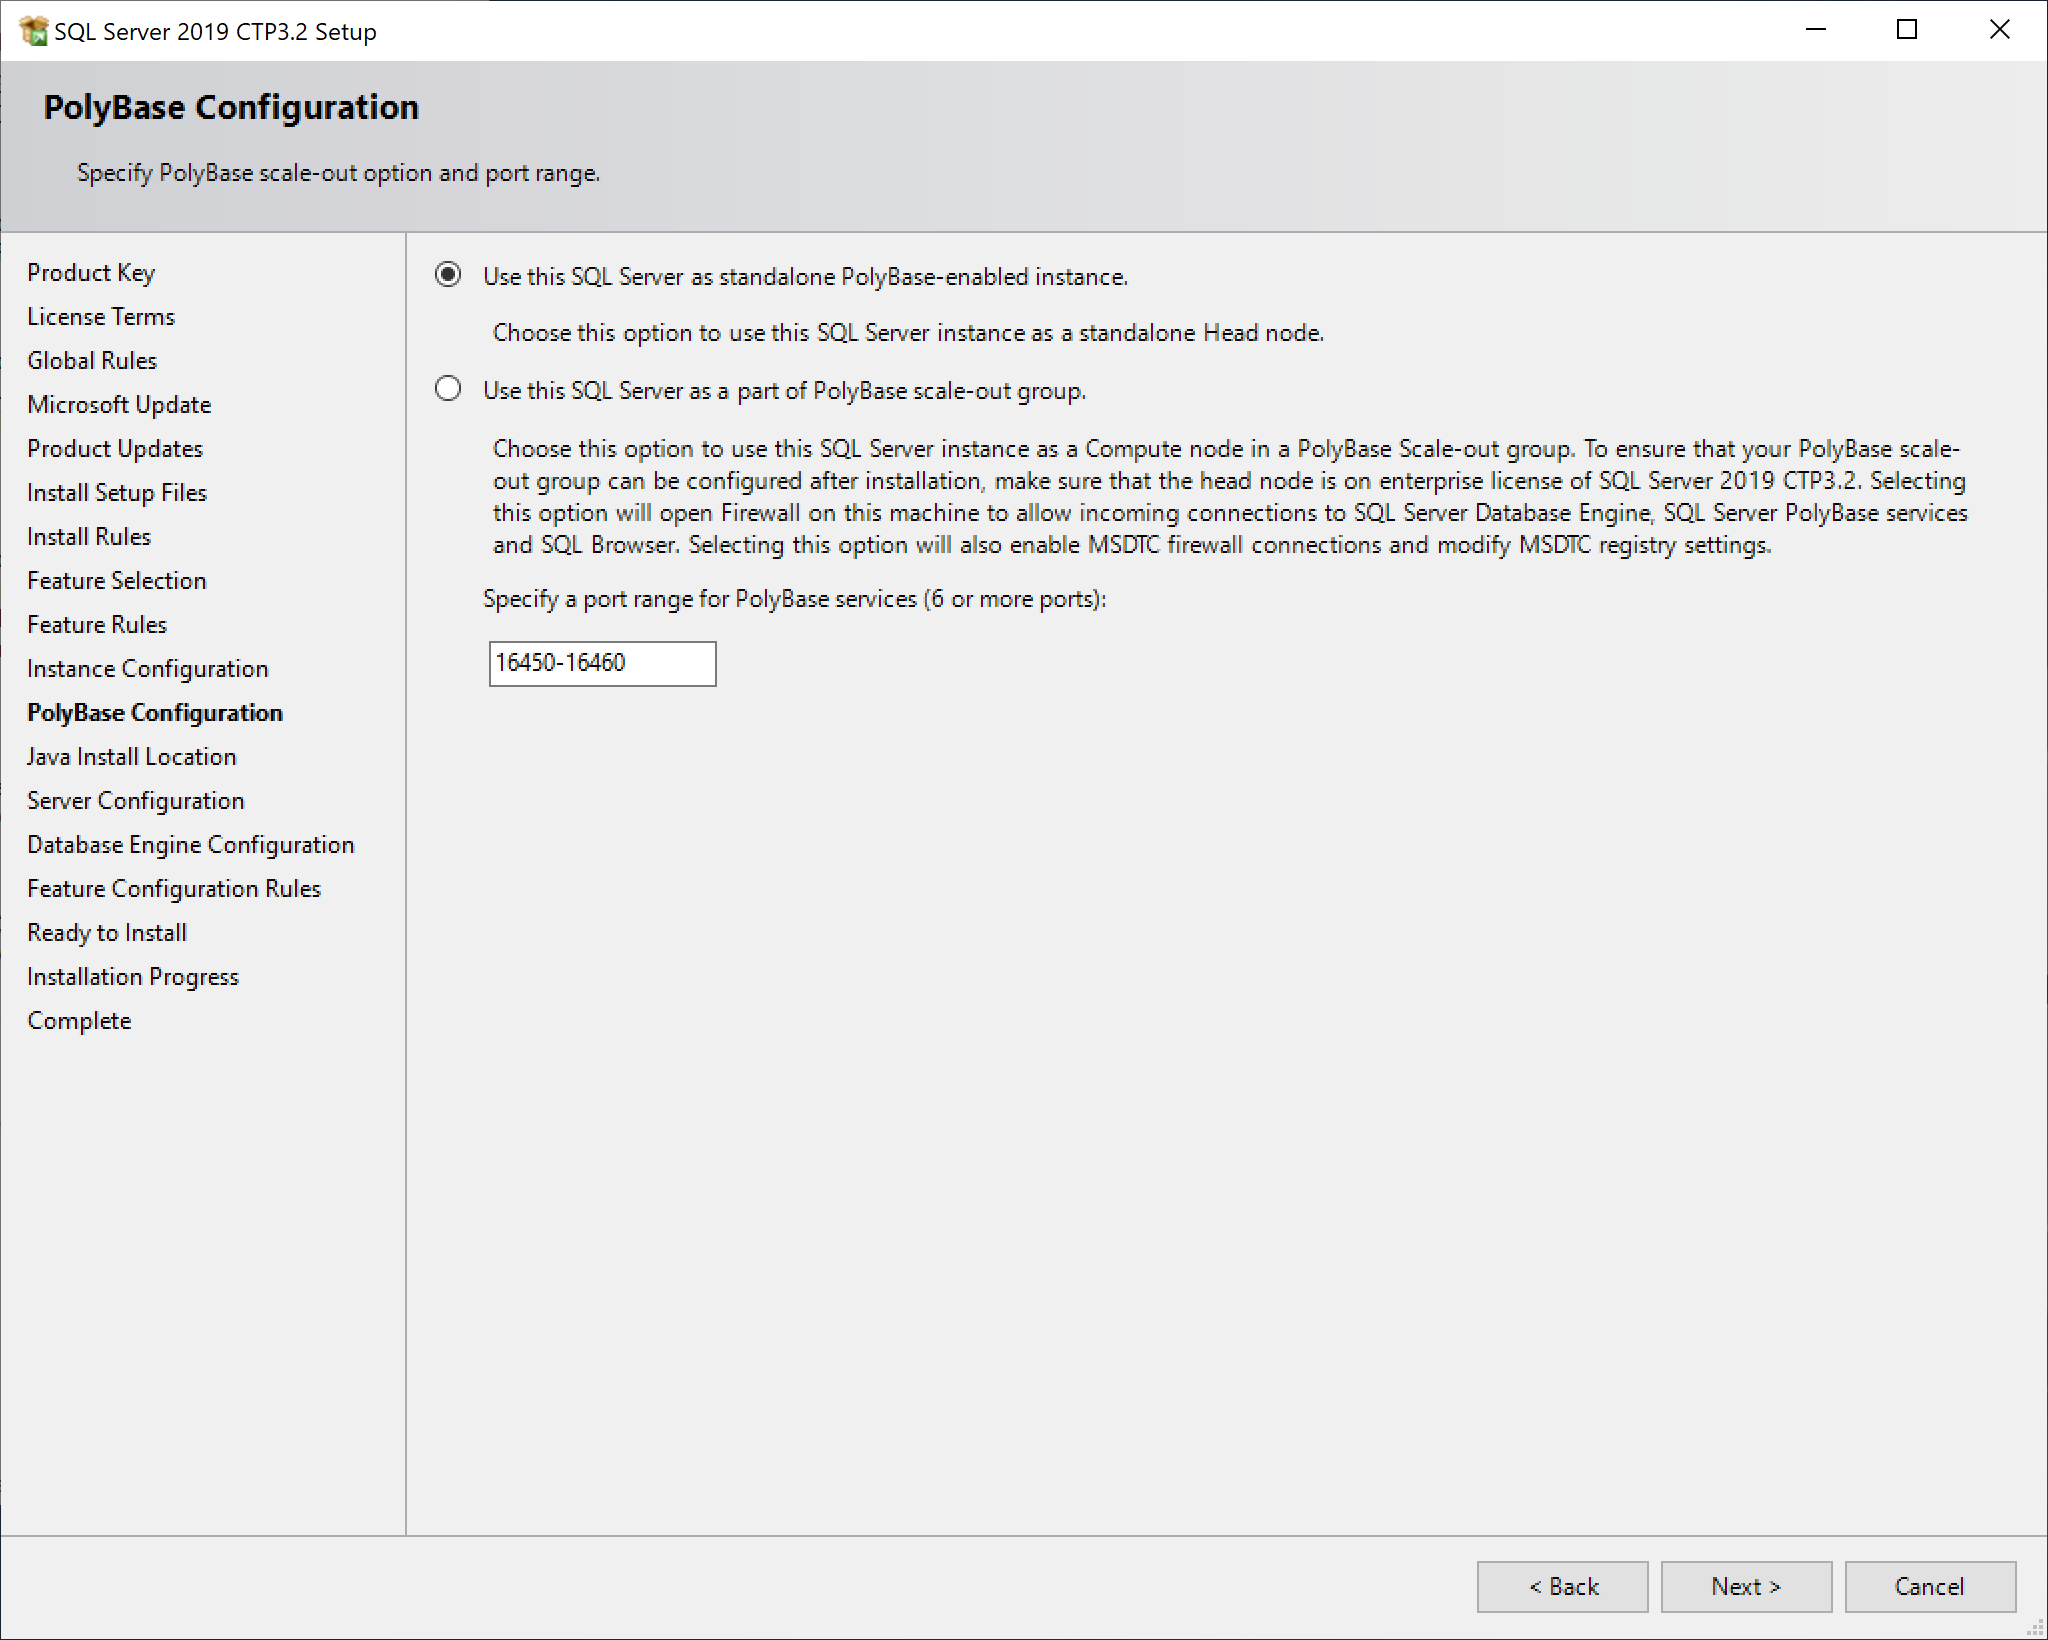 SQL Server 2019 CTP3.2 Setup
PolyBase Configuration
Specify PolyBase scale-out option and port range.
Product Key
License Terms
Global Rules
Microsoft Update
Product Updates
Install Setup Files
Install Rules
Feature Selection
Feature Rules
Instance Configuration
PolyBase Configuration
Java Install Location
Server Configuration
Database Engine Configuration
Feature Configuration Rules
Ready to Install
Installation Progress
Complete
Use this SQL Server as standalone PolyBase-enabled instance.
Choose this option to use this SQL Server instance as a standalone Head node.
Use this SQL Server as a part of PolyBase scale-out group.
Choose this option to use this SQL Server instance as a Compute node in a PolyBase Scale-out group. To ensure that your PolyBase scale-
out group can be configured after installation, make sure that the head node is on enterprise license of SQL Server 2019 CTP3.2. Selecting
this option will open Firewall on this machine to allow incoming connections to SQL Server Database Engine, SQL Server PolyBase services
and SQL Browser. Selecting this option will also enable MSDTC firewall connections and modify MSDTC registry settings.
Specify a port range for PolyBase services (6 or more ports):
16450-16460
< Back
Next >
Cancel